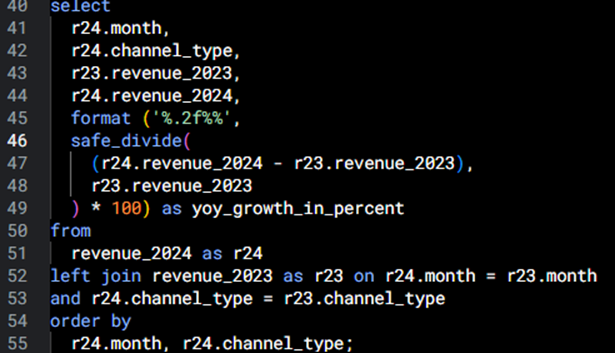 40 select
41 r24.month,
42 r24.channel_type,
43 r23.revenue_2023,
44 r24.revenue_2024,
45 format ('%.2f%%',
46 safe_divide(
47 (r24.revenue_2024 - r23.revenue_2023),
48 r23.revenue_2023
49 ) * 100) as yoy_growth_in_percent
50 from
51 revenue_2024 as r24
52 left join revenue_2023 as r23 on r24.month = r23.month
53 and r24.channel_type = r23.channel_type
54 order by
55 r24.month, r24.channel_type;